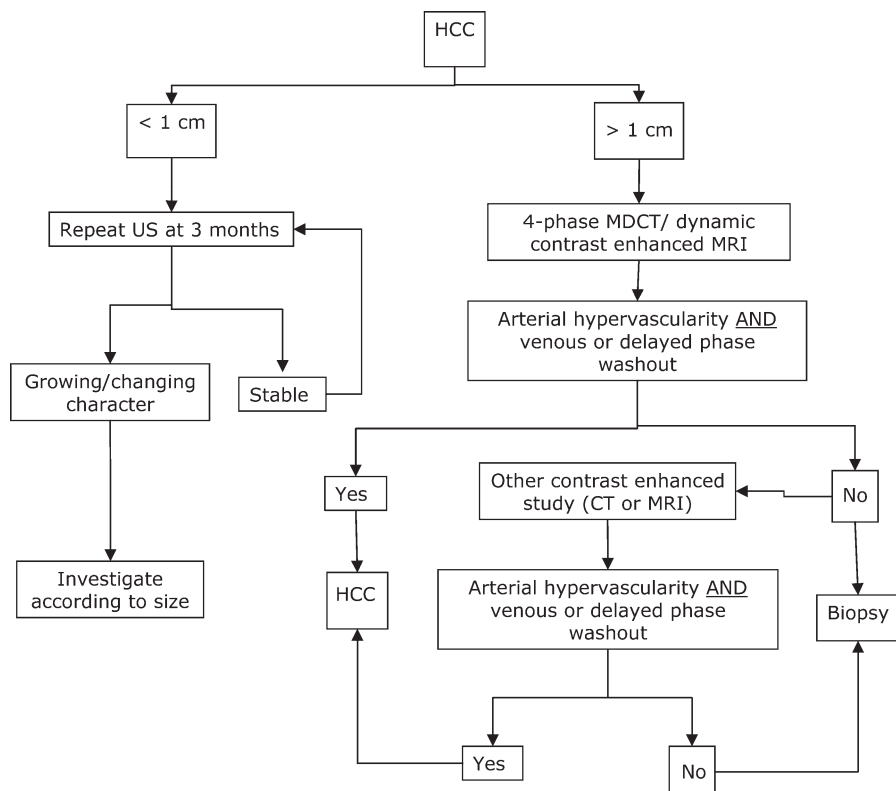 HCC
< 1 cm
> 1 cm
Repeat US at 3 months
4-phase MDCT/ dynamic
contrast enhanced MRI
Arterial hypervascularity AND
venous or delayed phase
washout
Growing/changing
character
Stable
Yes
Other contrast enhanced
study (CT or MRI)
No
Investigate
according to size
HCC
Arterial hypervascularity AND
venous or delayed phase
washout
Biopsy
Yes
No